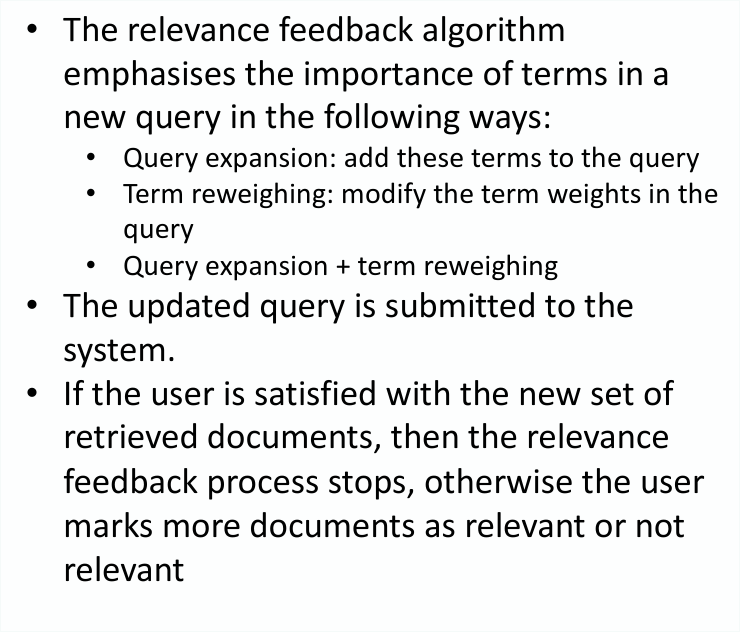 • The relevance feedback algorithm
emphasises the importance of terms in a
new query in the following ways:
• Query expansion: add these terms to the query
• Term reweighing: modify the term weights in the
query
• Query expansion + term reweighing
• The updated query is submitted to the
system.
• If the user is satisfied with the new set of
retrieved documents, then the relevance
feedback process stops, otherwise the user
marks more documents as relevant or not
relevant